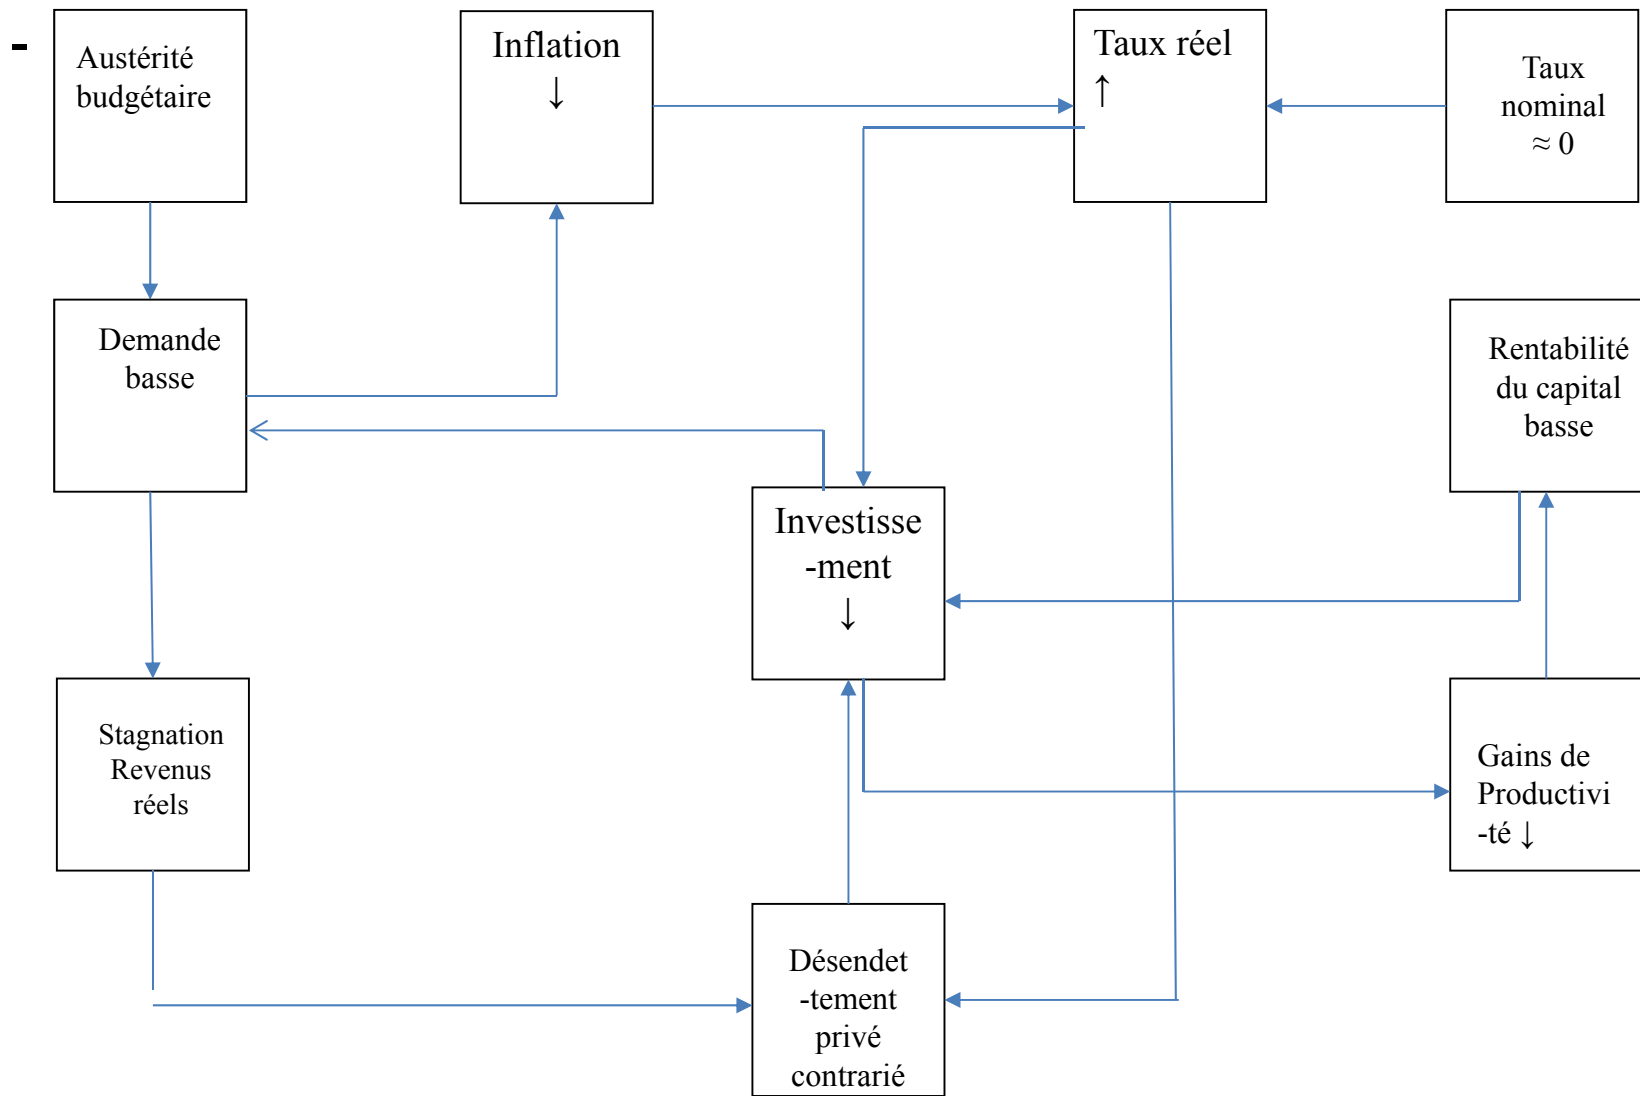 -
Austérité
budgétaire
Inflation
↓
Taux réel
↑
Taux
nominal
≈ 0
Demande
basse
Rentabilité
du capital
basse
Investisse
-ment
↓
Stagnation
Revenus
réels
Gains de
Productivi
-té ↓
Désendet
-tement
privé
contrarié